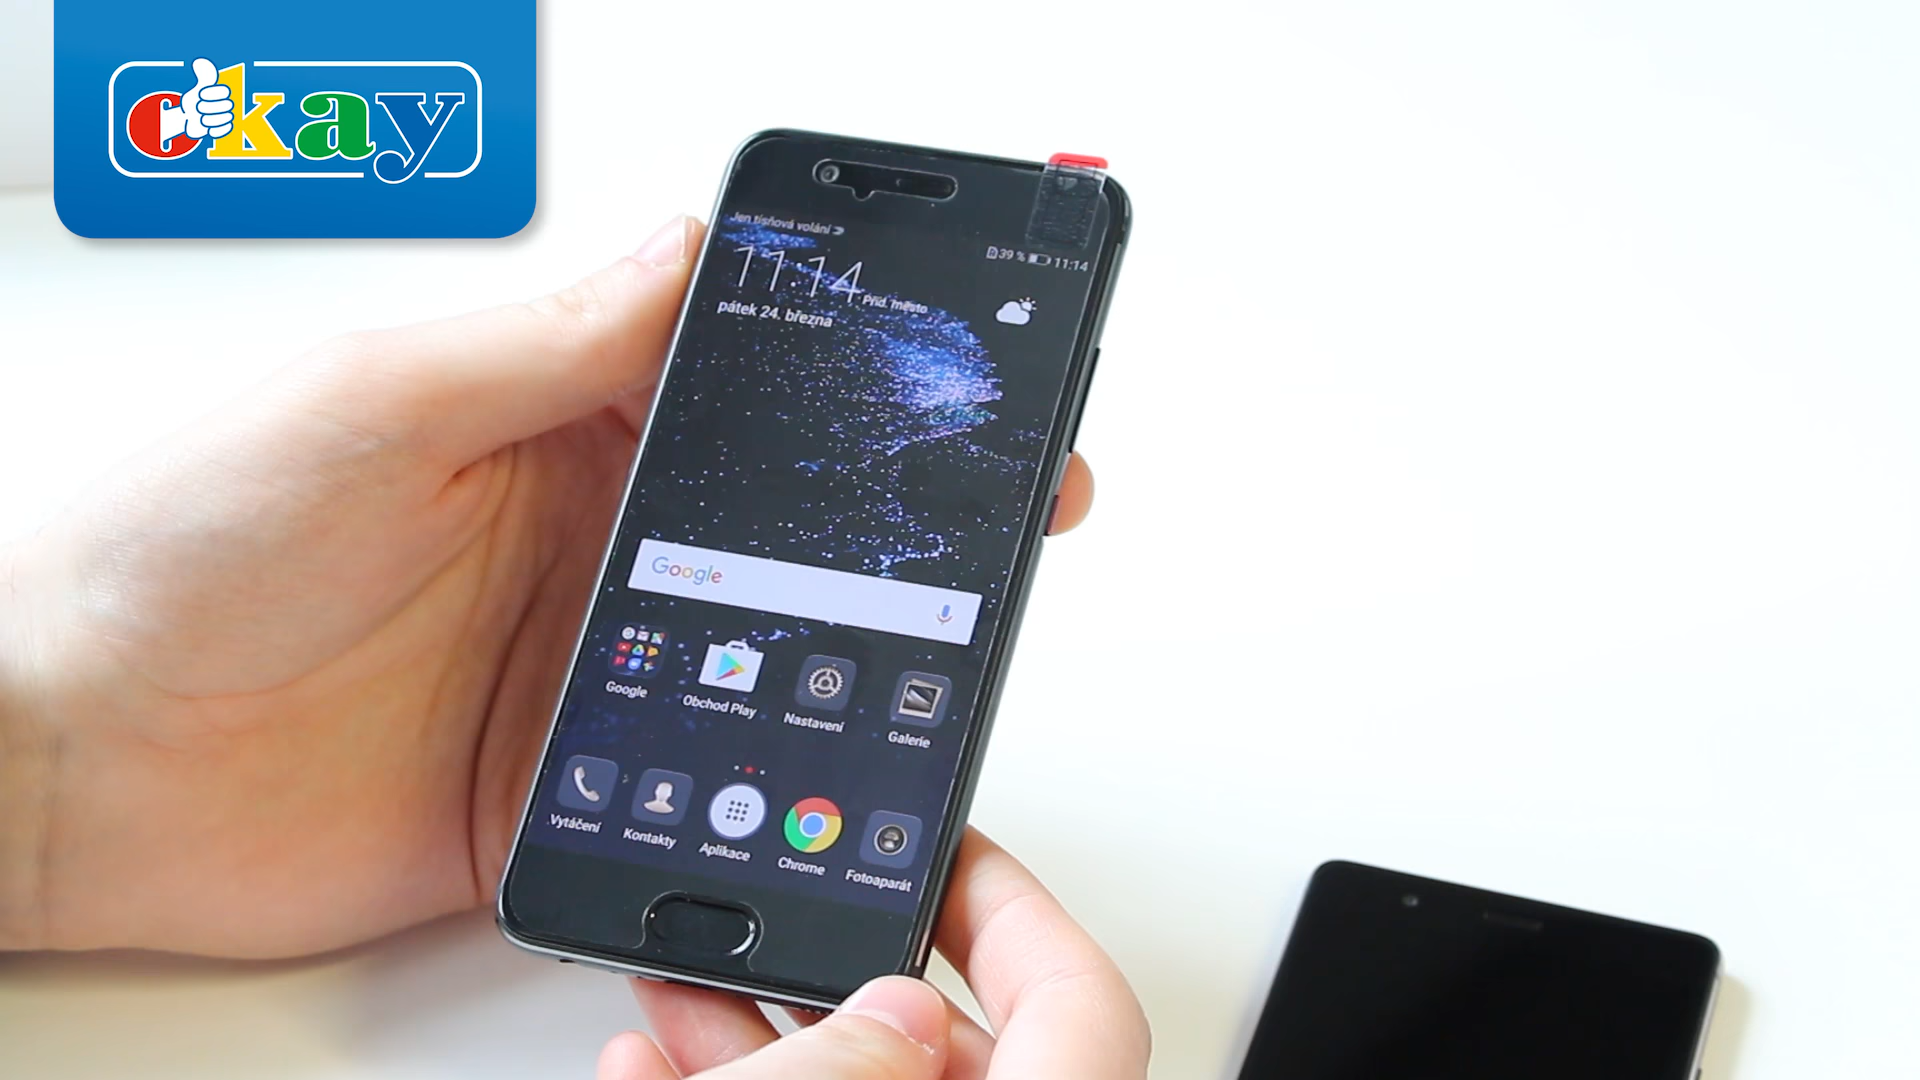 okay
Jen tísňová volání
39 % 11:14
11:14
Příd. město
pátek 24. března
Google
Google
Obchod Play
Nastavení
Galerie
Vytáčení
Kontakty
Aplikace
Chrome
Fotoaparát